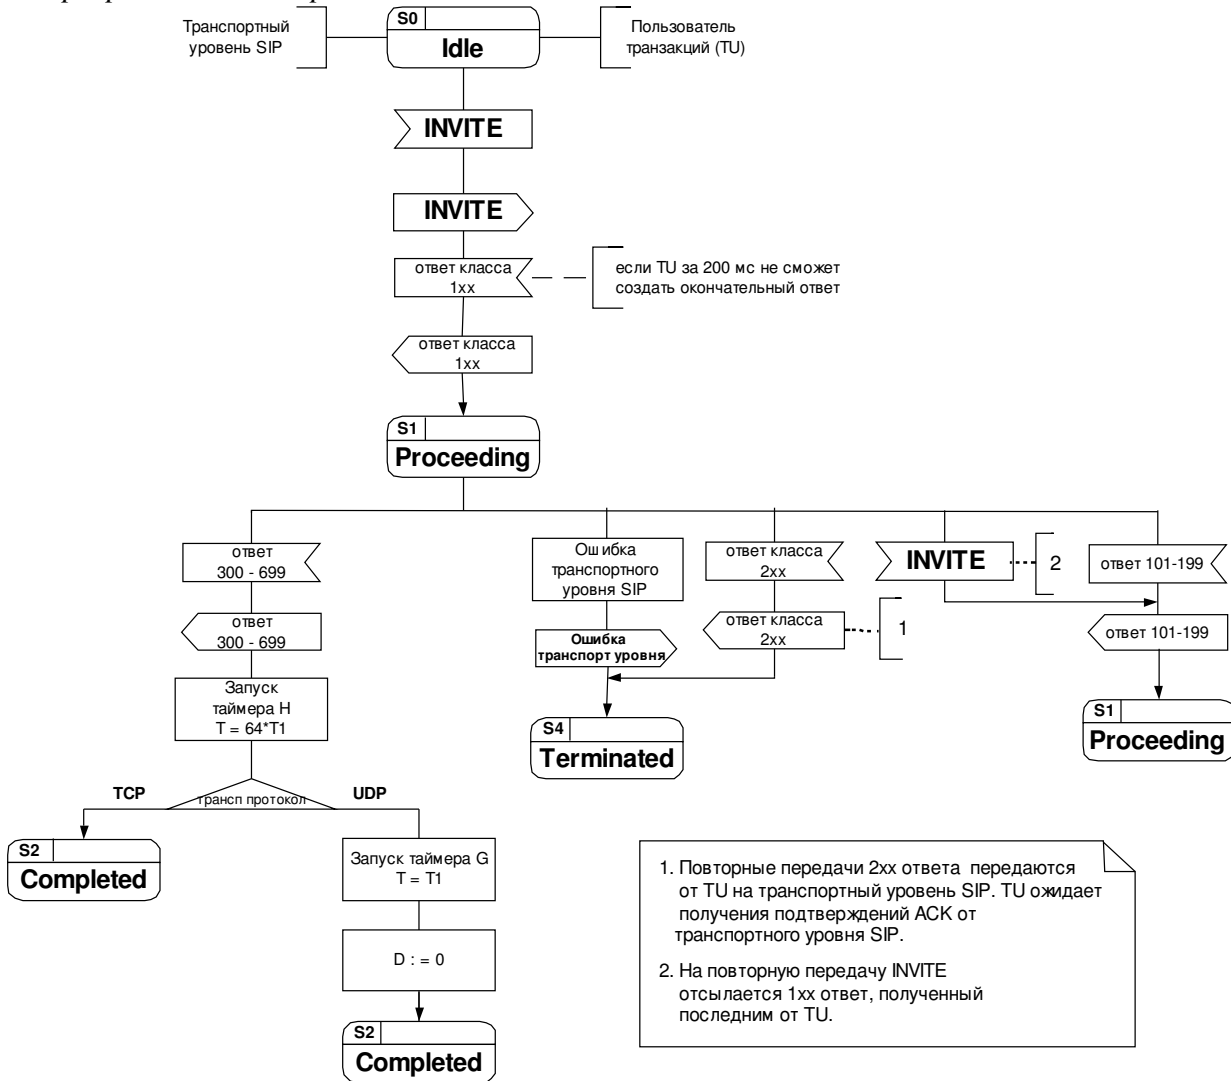 Транспортный
уровень SIP
S0
Idle
Пользователь
транзакций (TU)
INVITE
INVITE
ответ класса
1xx
если TU за 200 мс не сможет
создать окончательный ответ
ответ класса
1xx
S1
Proceeding
ответ
300 - 699
Ошибка
транспортного
уровня SIP
ответ класса
2xx
INVITE
2
ответ 101-199
ответ
300 - 699
Ошибка
транспорт уровня
ответ класса
2xx
1
ответ 101-199
Запуск
таймера H
T = 64*T1
S4
Terminated
S1
Proceeding
TCP
трансп протокол
UDP
S2
Completed
Запуск таймера G
T = T1
D : = 0
S2
Completed
1. Повторные передачи 2xx ответа передаются
от TU на транспортный уровень SIP. TU ожидает
получения подтверждений ACK от
транспортного уровня SIP.
2. На повторную передачу INVITE
отсылается 1xx ответ, полученный
последним от TU.